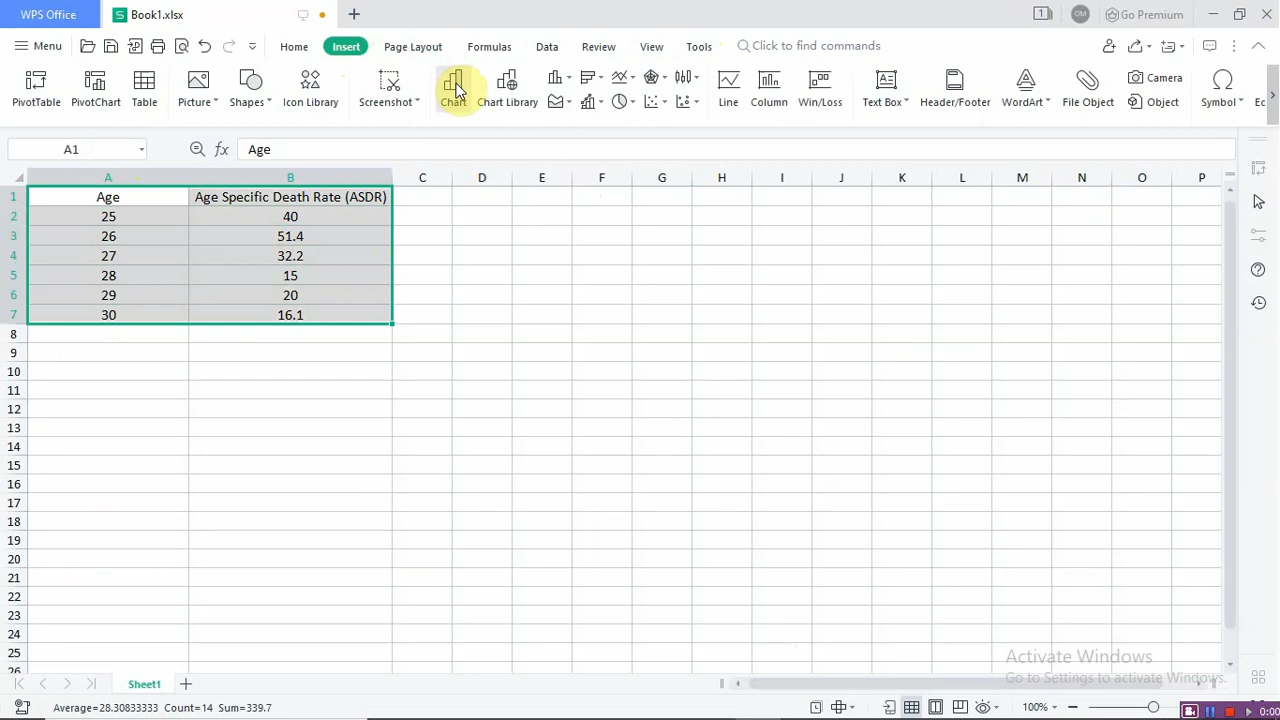 WPS Office
Book1.xlsx
OM
Go Premium
Menu
Home
Insert
Page Layout
Formulas
Data
Review
View
Tools
Click to find commands
PivotTable
PivotChart
Table
Picture
Shapes
Icon Library
Screenshot
Chart
Chart Library
Line
Column
Win/Loss
Text Box
Header/Footer
WordArt
File Object
Camera
Object
Symbol
A1
fx
Age
A B C D E F G H I J K L M N O P
1 Age Age Specific Death Rate (ASDR)
2 25 40
3 26 51.4
4 27 32.2
5 28 15
6 29 20
7 30 16.1
8
9
10
11
12
13
14
15
16
17
18
19
20
21
22
23
24
25
26
Activate Windows
Go to Settings to activate Windows.
Sheet1
Average=28.30833333 Count=14 Sum=339.7
100%
0:00